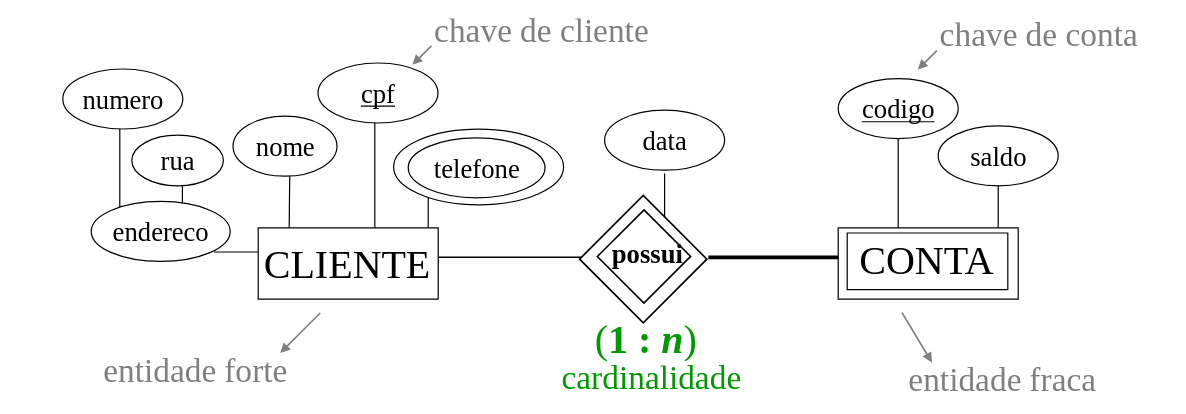 chave de cliente
chave de conta
numero
cpf
codigo
rua
nome
telefone
data
saldo
endereco
CLIENTE
possui
CONTA
(1 : n)
cardinalidade
entidade forte
entidade fraca